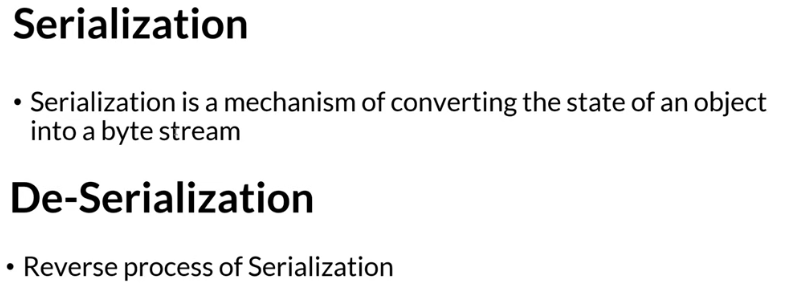 Serialization
• Serialization is a mechanism of converting the state of an object
into a byte stream
De-Serialization
• Reverse process of Serialization